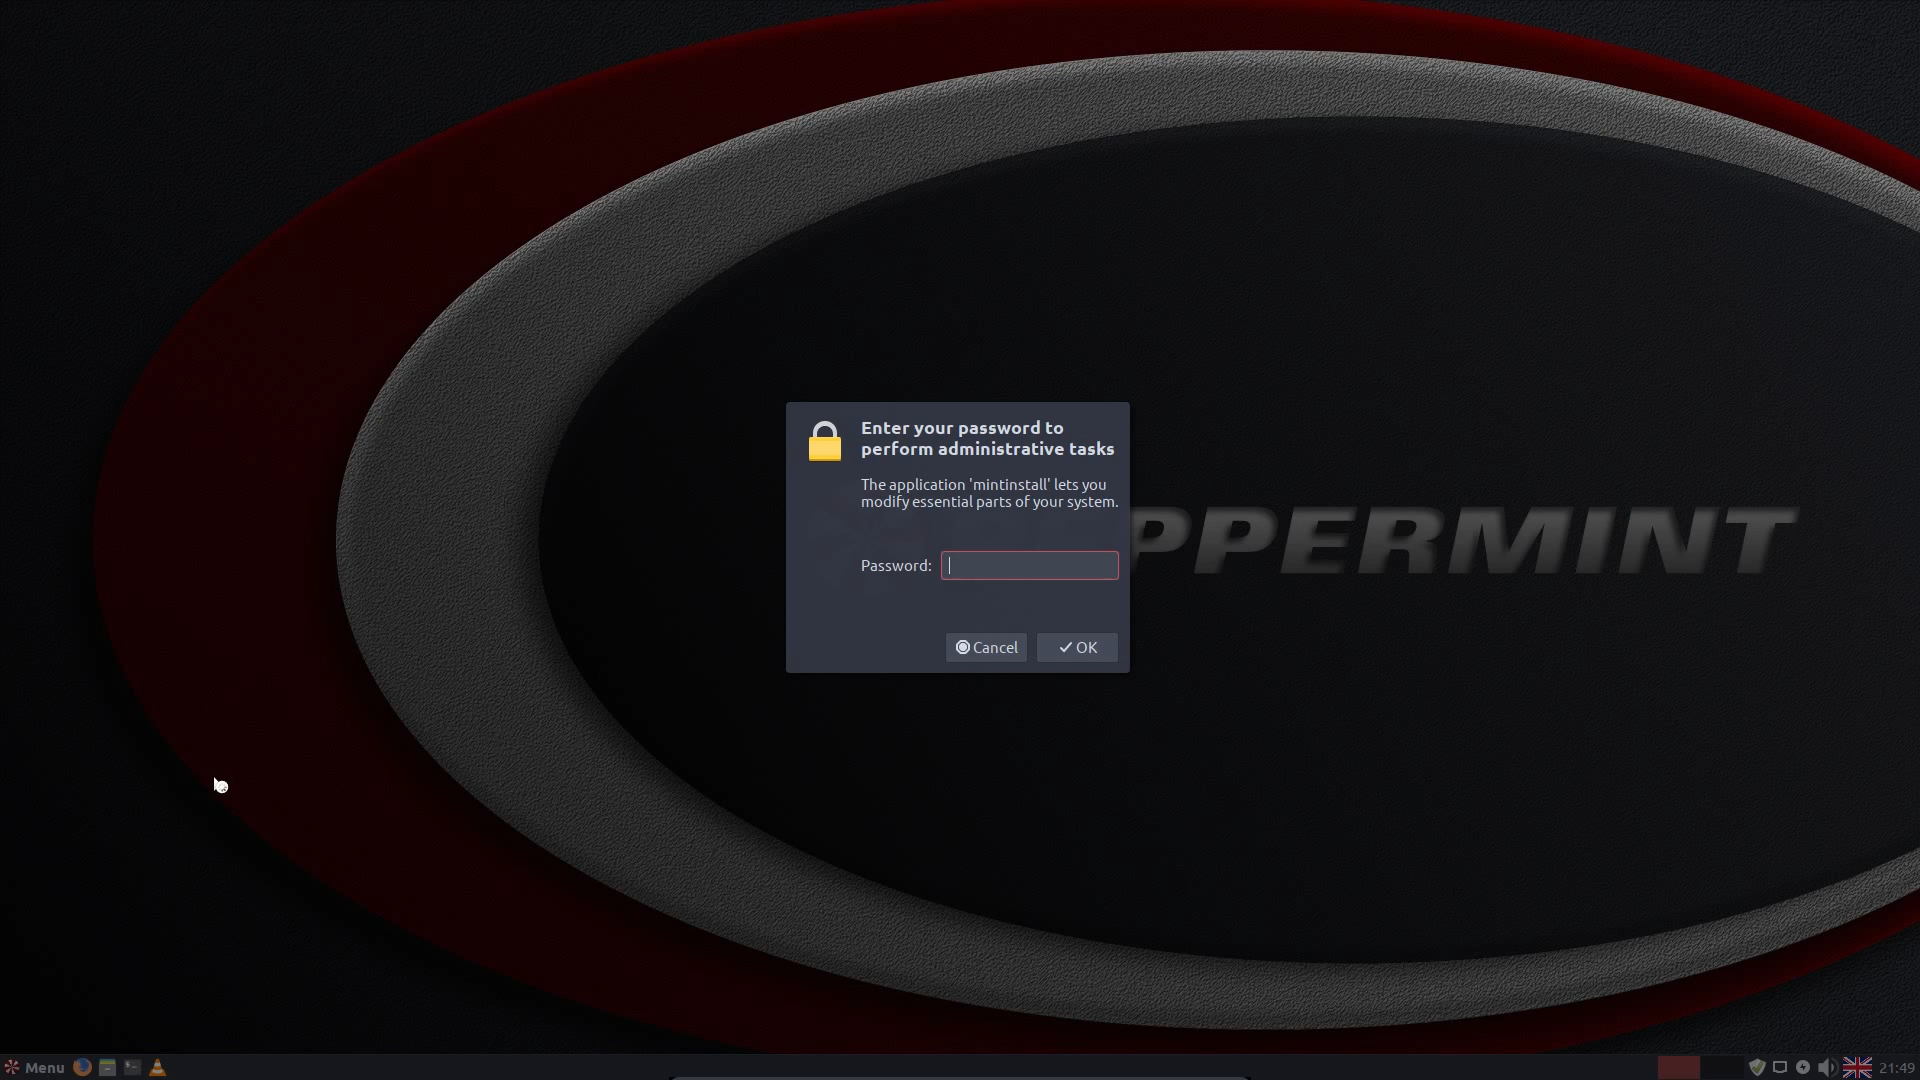 Enter your password to
perform administrative tasks
The application 'mintinstall' lets you
modify essential parts of your system.
PPERMINT
Password:
Cancel
OK
Menu
21:49